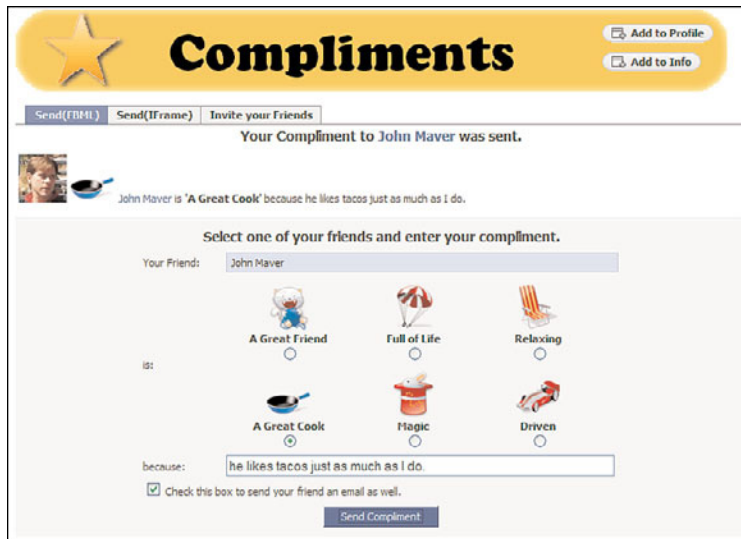 Compliments
Add to Profile
Add to Info
Send(FBML) Send(IFrame) Invite your Friends
Your Compliment to John Maver was sent.
John Maver is 'A Great Cook' because he likes tacos just as much as I do.
Select one of your friends and enter your compliment.
Your Friend: John Maver
A Great Friend Full of Life Relaxing
is:
A Great Cook Magic Driven
because: he likes tacos just as much as I do.
Check this box to send your friend an email as well.
Send Compliment